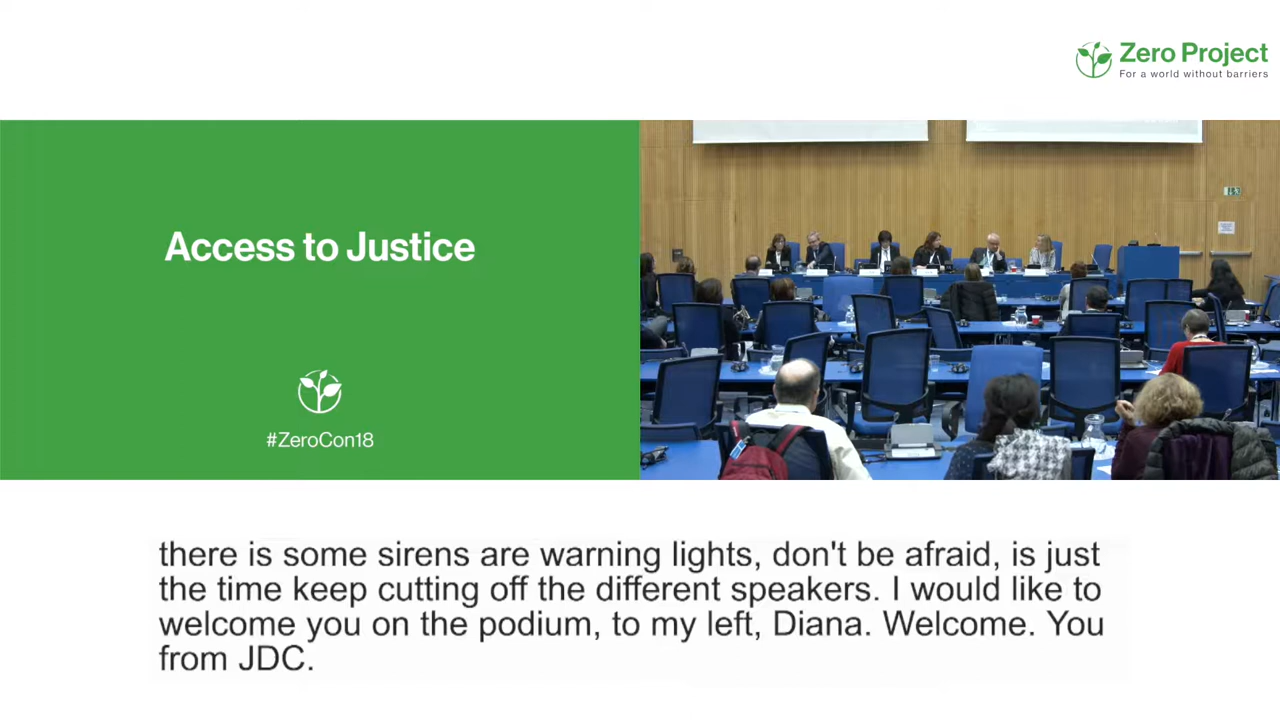 Zero Project
For a world without barriers
Access to Justice
#ZeroCon18
there is some sirens are warning lights, don't be afraid, is just
the time keep cutting off the different speakers. I would like to
welcome you on the podium, to my left, Diana. Welcome. You
from JDC.